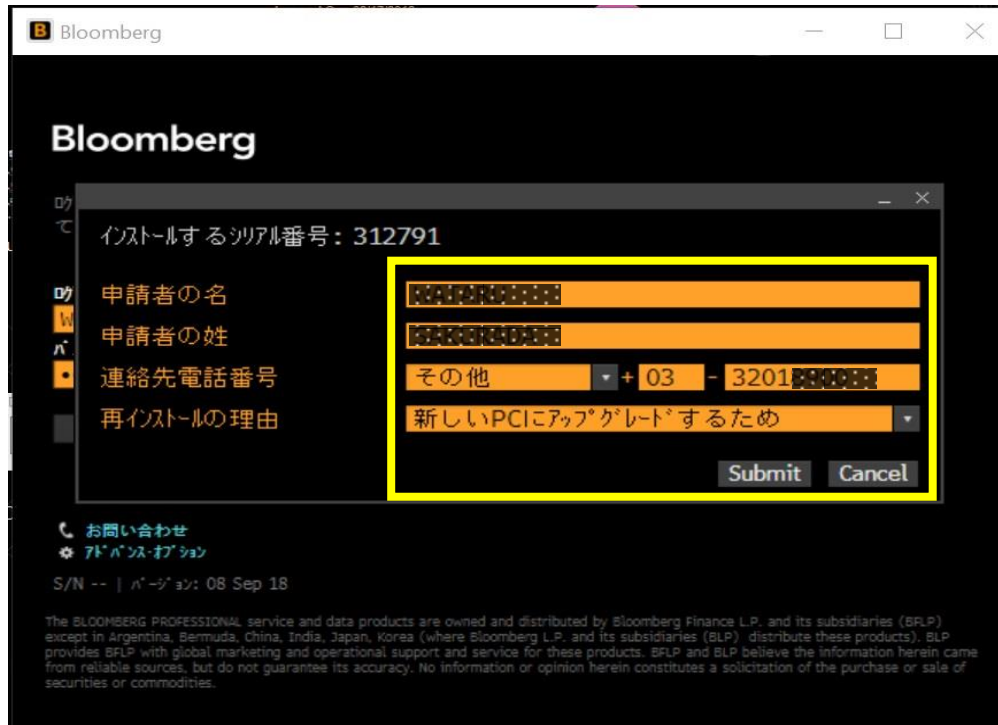 Bloomberg
Bloomberg
ログ
て
インストールするシリアル番号: 312791
申請者の名
申請者の姓
連絡先電話番号 その他 + 03 - 32018
再インストールの理由 新しいPCにアップグレードするため
Submit Cancel
ログ
W
パ
お問い合わせ
アドバンス・オプション
S/N -- | バージョン: 08 Sep 18
The BLOOMBERG PROFESSIONAL service and data products are owned and distributed by Bloomberg Finance L.P. and its subsidiaries (BFLP)
except in Argentina, Bermuda, China, India, Japan, Korea (where Bloomberg L.P. and its subsidiaries (BLP) distribute these products). BLP
provides BFLP with global marketing and operational support and service for these products. BFLP and BLP believe the information herein came
from reliable sources, but do not guarantee its accuracy. No information or opinion herein constitutes a solicitation of the purchase or sale of
securities or commodities.